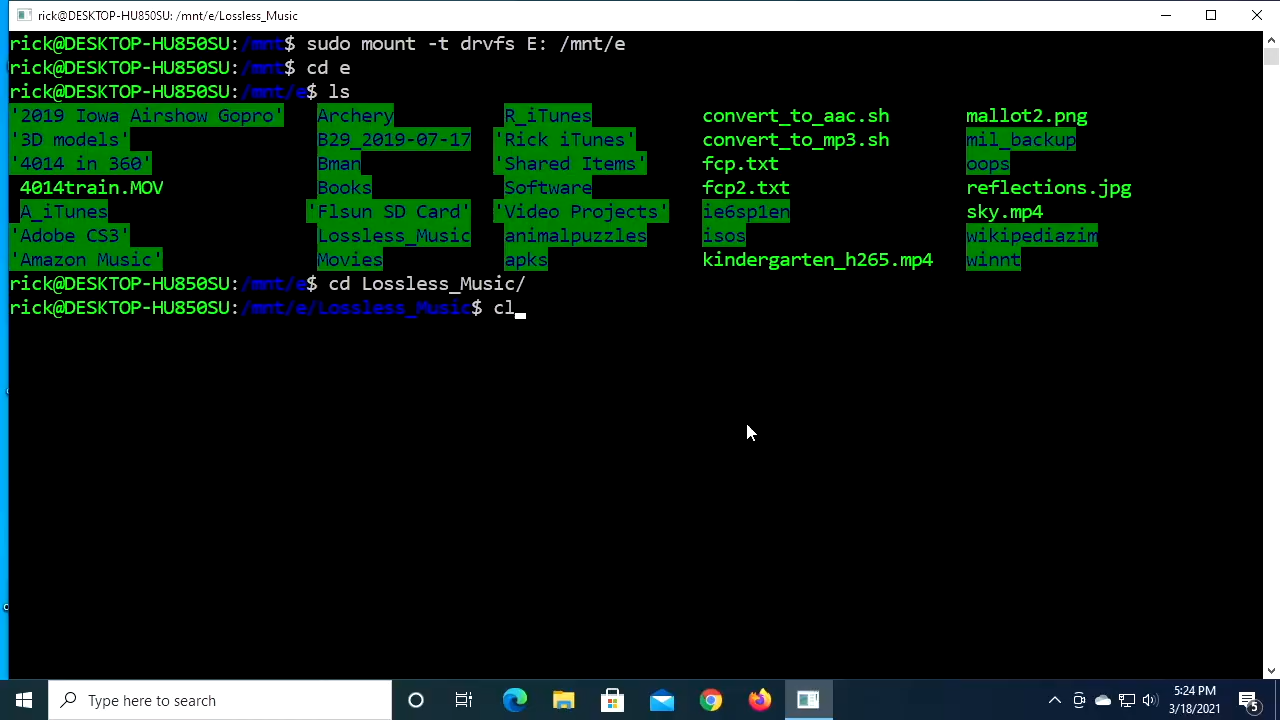 rick@DESKTOP-HU850SU: /mnt/e/Lossless_Music
rick@DESKTOP-HU850SU:/mnt$ sudo mount -t drvfs E: /mnt/e
rick@DESKTOP-HU850SU:/mnt$ cd e
rick@DESKTOP-HU850SU:/mnt/e$ ls
'2019 Iowa Airshow Gopro' Archery R_iTunes convert_to_aac.sh mallot2.png
'3D models' B29_2019-07-17 'Rick iTunes' convert_to_mp3.sh mil_backup
'4014 in 360' Bman 'Shared Items' fcp.txt oops
4014train.MOV Books Software fcp2.txt reflections.jpg
A_iTunes 'Flsun SD Card' 'Video Projects' ie6sp1en sky.mp4
'Adobe CS3' Lossless_Music animalpuzzles isos wikipediazim
'Amazon Music' Movies apks kindergarten_h265.mp4 winnt
rick@DESKTOP-HU850SU:/mnt/e$ cd Lossless_Music/
rick@DESKTOP-HU850SU:/mnt/e/Lossless_Music$ cl
Type here to search
5:24 PM
3/18/2021
5